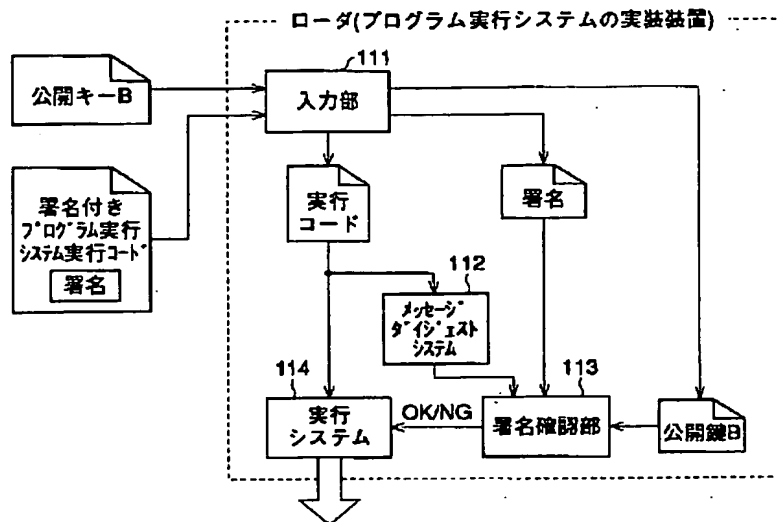 ローダ(プログラム実行システムの実装装置)
111
公開キーB
入力部
署名付き
プログラム実行
システム実行コード
署名
実行
コード
署名
112
メッセージ
ダイジェスト
システム
114
113
実行
システム
OK/NG
署名確認部
公開鍵B